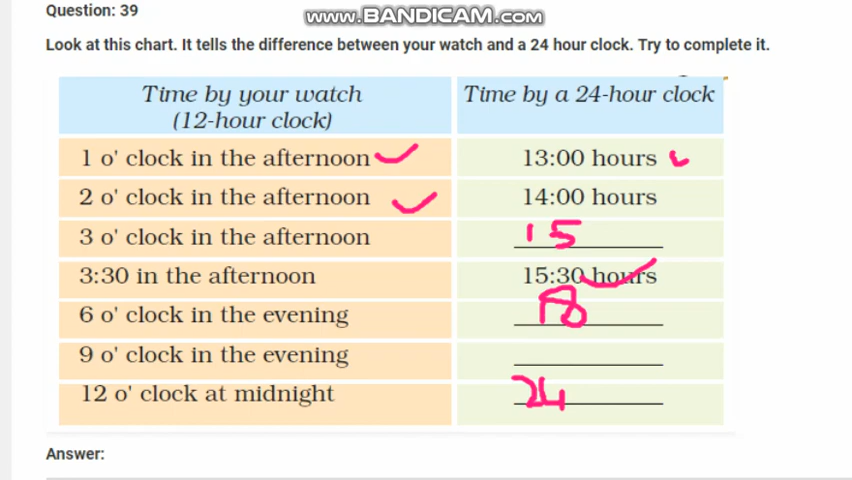 Question: 39
WWW.BANDICAM.COM
Look at this chart. It tells the difference between your watch and a 24 hour clock. Try to complete it.
Time by your watch
(12-hour clock)
Time by a 24-hour clock
1 o' clock in the afternoon 13:00 hours
2 o' clock in the afternoon 14:00 hours
3 o' clock in the afternoon 15
3:30 in the afternoon 15:30 hours
6 o' clock in the evening 18
9 o' clock in the evening
12 o' clock at midnight 24
Answer: